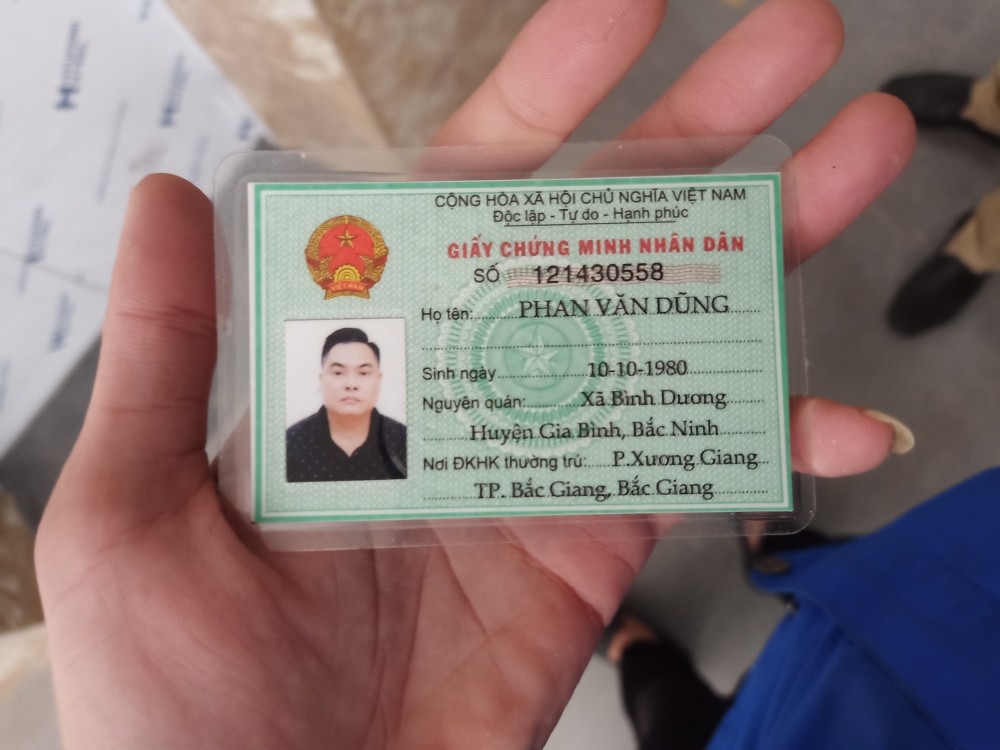 CỘNG HÒA XÃ HỘI CHỦ NGHĨA VIỆT NAM
Độc lập - Tự do - Hạnh phúc
GIẤY CHỨNG MINH NHÂN DÂN
SỐ 121430558
Họ tên: PHAN VĂN DŨNG
Sinh ngày 10-10-1980
Nguyên quán: Xã Bình Dương
Huyện Gia Bình, Bắc Ninh
Nơi ĐKHK thường trú: P.Xương Giang
TP. Bắc Giang, Bắc Giang
VIỆT NAM